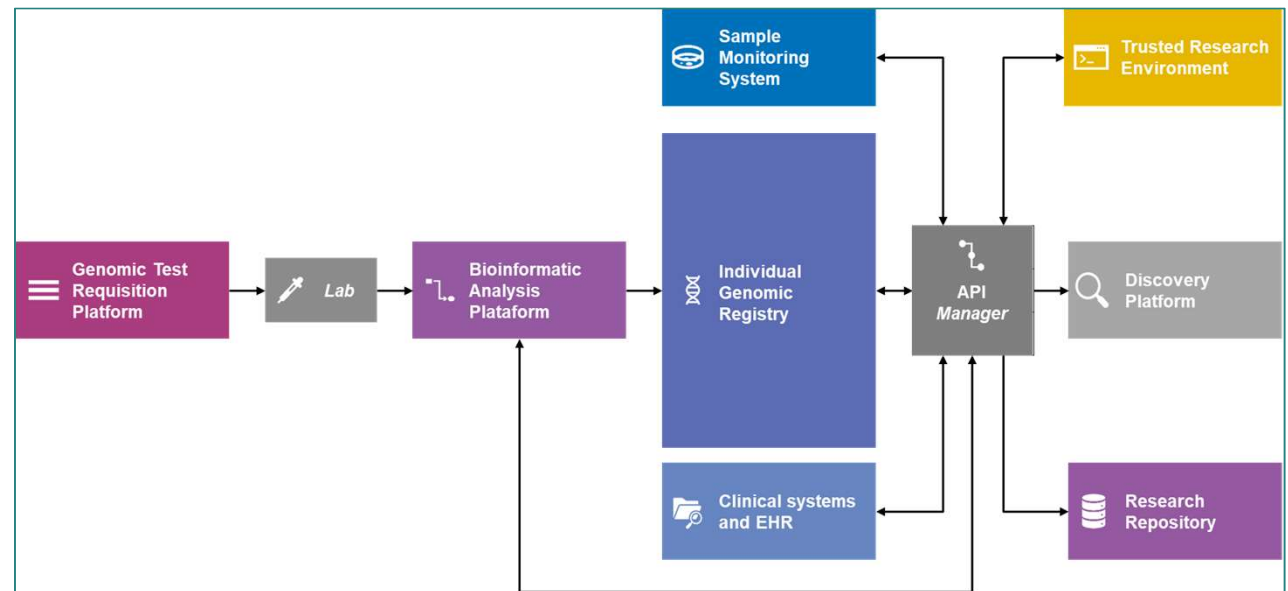 Sample
Monitoring
System
Trusted Research
Environment
Genomic Test
Requisition
Platform
Lab
Bioinformatic
Analysis
Plataform
Individual
Genomic
Registry
API
Manager
Discovery
Platform
Clinical systems
and EHR
Research
Repository